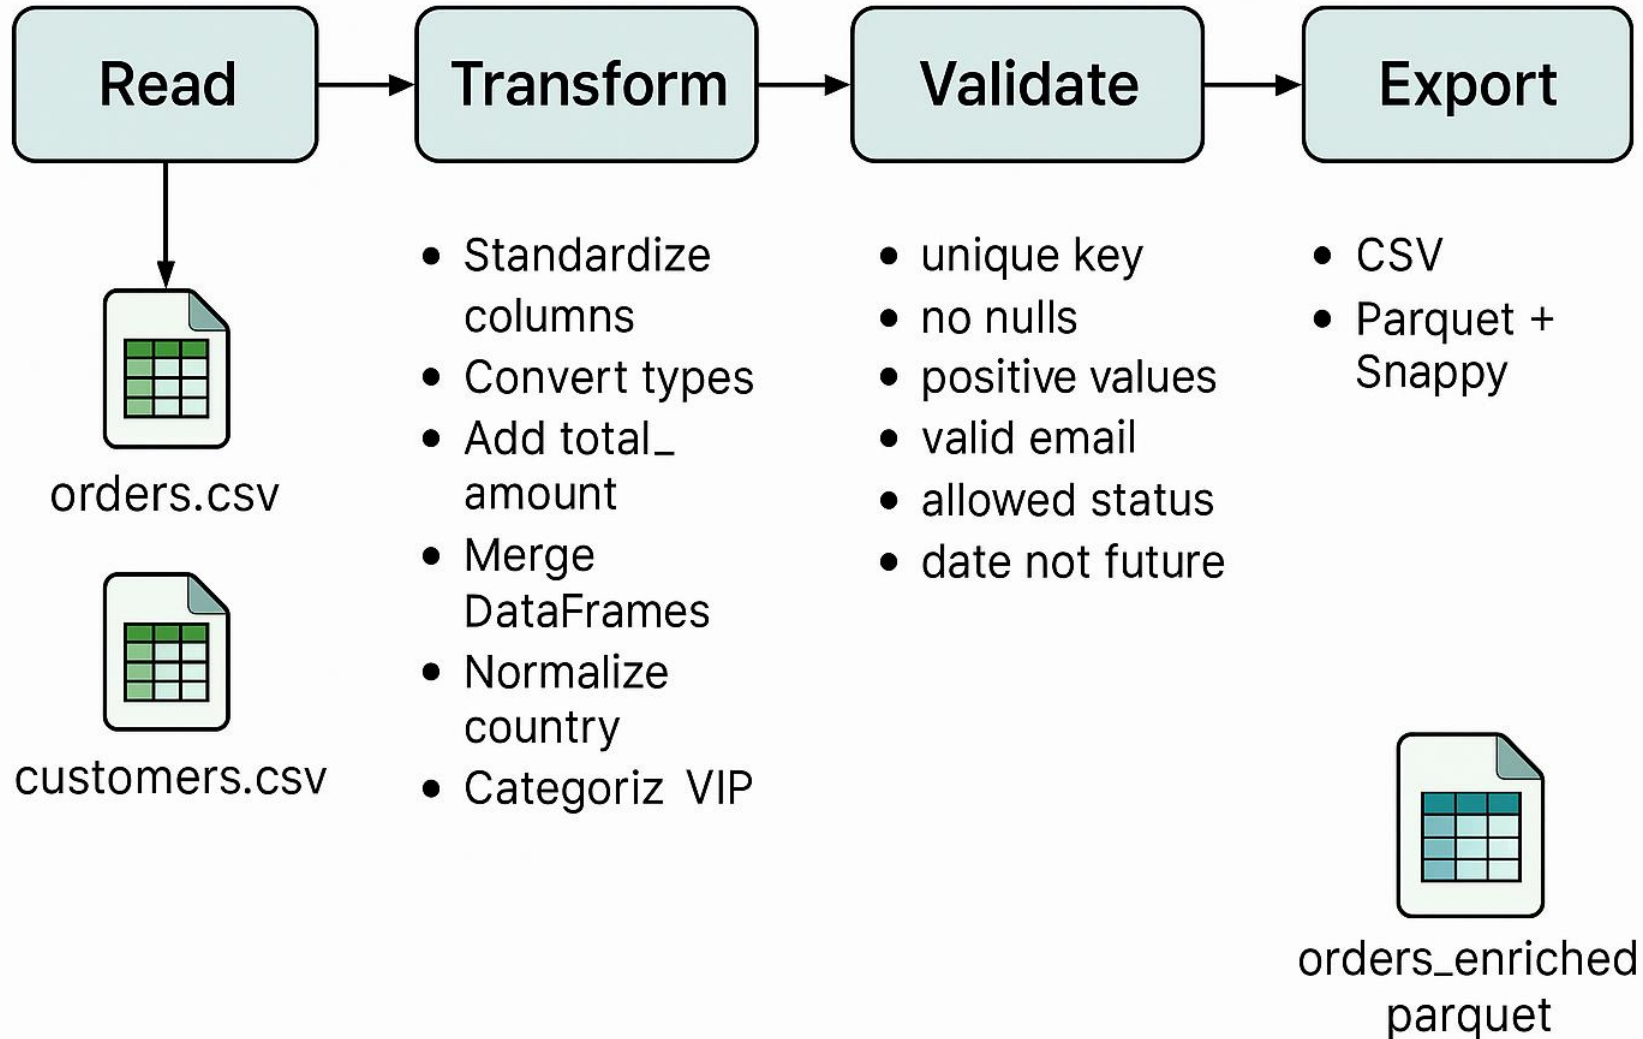 Read
Transform
Validate
Export
orders.csv
customers.csv
• Standardize
columns
• Convert types
• Add total_
amount
• Merge
DataFrames
• Normalize
country
• Categoriz VIP
• unique key
• no nulls
• positive values
• valid email
• allowed status
• date not future
• CSV
• Parquet +
Snappy
orders_enriched
parquet